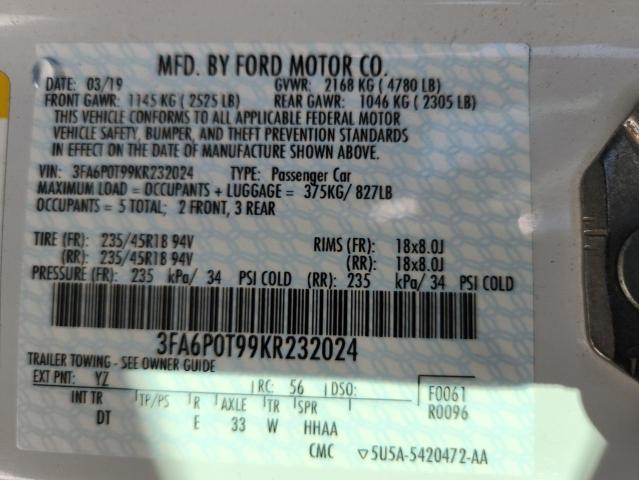 MFD. BY FORD MOTOR CO.
DATE: 03/19 GVWR: 2168 KG ( 4780 LB)
FRONT GAWR: 1145 KG ( 2525 LB) REAR GAWR: 1046 KG ( 2305 LB)
THIS VEHICLE CONFORMS TO ALL APPLICABLE FEDERAL MOTOR
VEHICLE SAFETY, BUMPER, AND THEFT PREVENTION STANDARDS
IN EFFECT ON THE DATE OF MANUFACTURE SHOWN ABOVE.
VIN: 3FA6P0T99KR232024 TYPE: Passenger Car
MAXIMUM LOAD = OCCUPANTS + LUGGAGE = 375KG/ 827LB
OCCUPANTS = 5 TOTAL; 2 FRONT, 3 REAR
TIRE (FR): 235/45R18 94V RIMS (FR): 18x8.0J
(RR): 235/45R18 94V (RR): 18x8.0J
PRESSURE (FR): 235 kPa/ 34 PSI COLD (RR): 235 kPa/ 34 PSI COLD
3FA6P0T99KR232024
TRAILER TOWING - SEE OWNER GUIDE
EXT PNT: YZ RC: 56 DSO: F0061
R0096
INT TR TP/PS R AXLE TR SPR
DT E 33 W HHAA
CMC ▽5U5A-5420472-AA